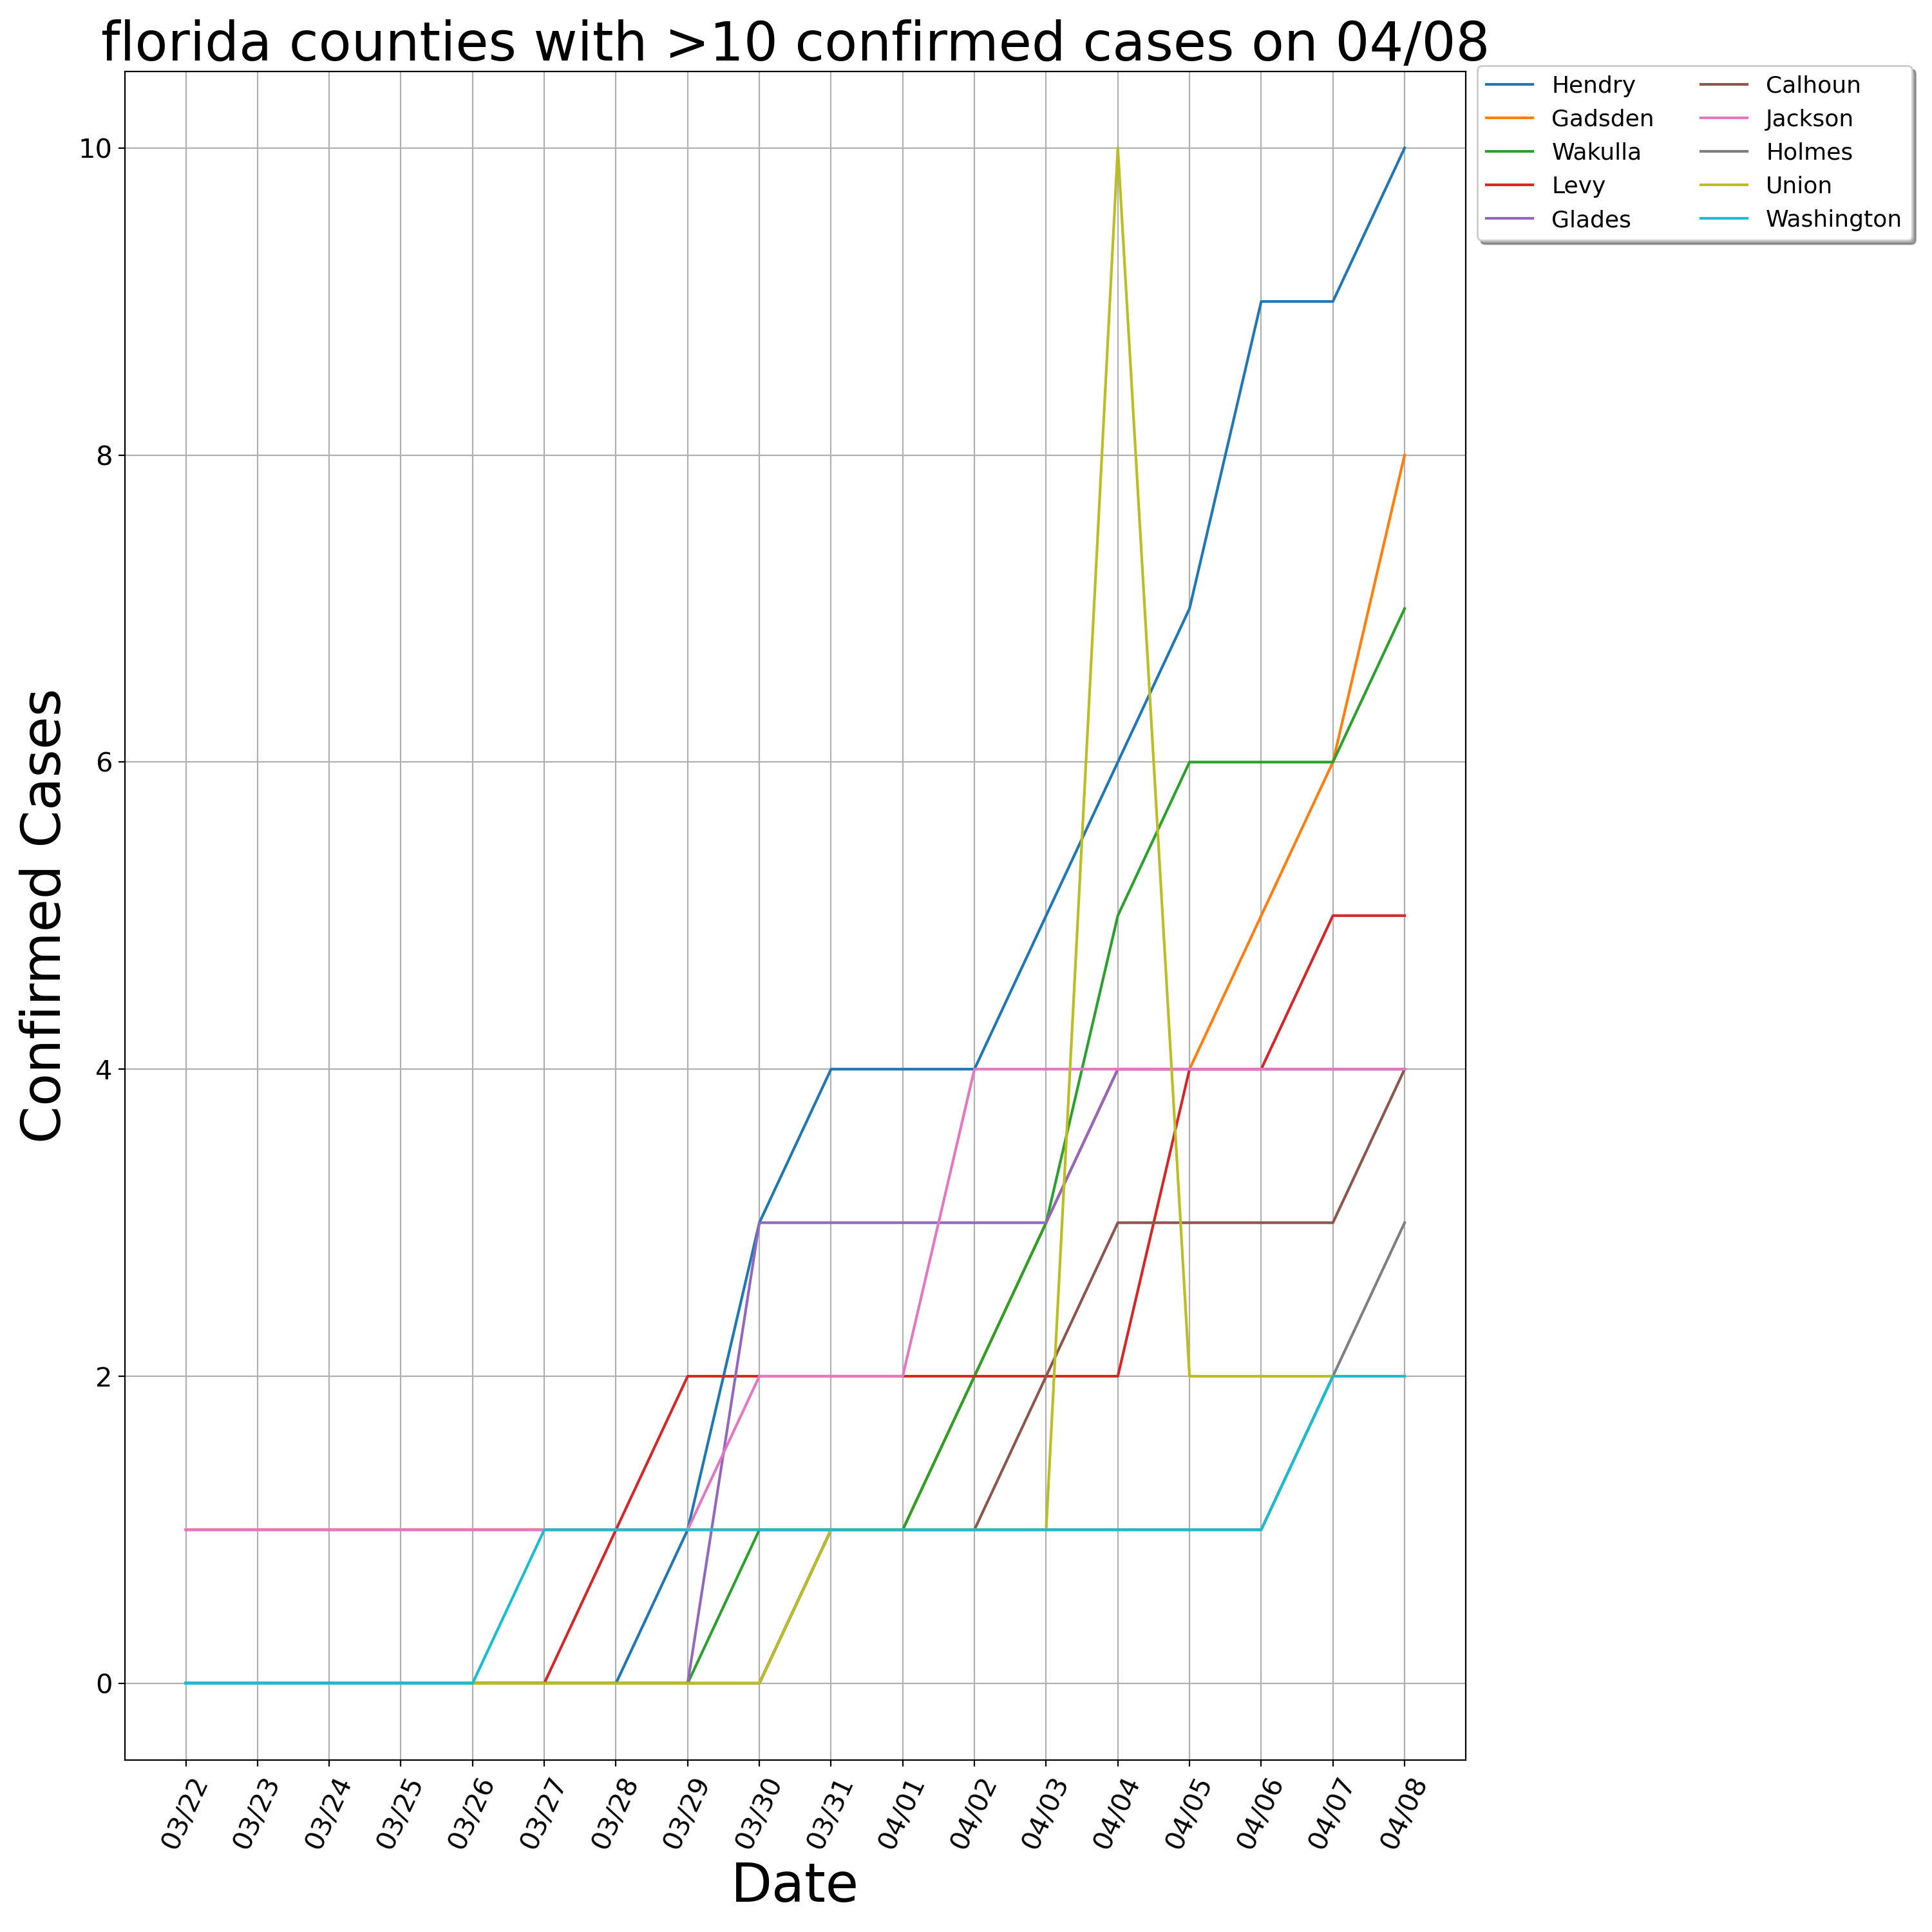 florida counties with >10 confirmed cases on 04/08
Hendry
Gadsden
Wakulla
Levy
Glades
Calhoun
Jackson
Holmes
Union
Washington
Confirmed Cases
10
8
6
4
2
0
03/22
03/23
03/24
03/25
03/26
03/27
03/28
03/29
03/30
03/31
04/01
04/02
04/03
04/04
04/05
04/06
04/07
04/08
Date